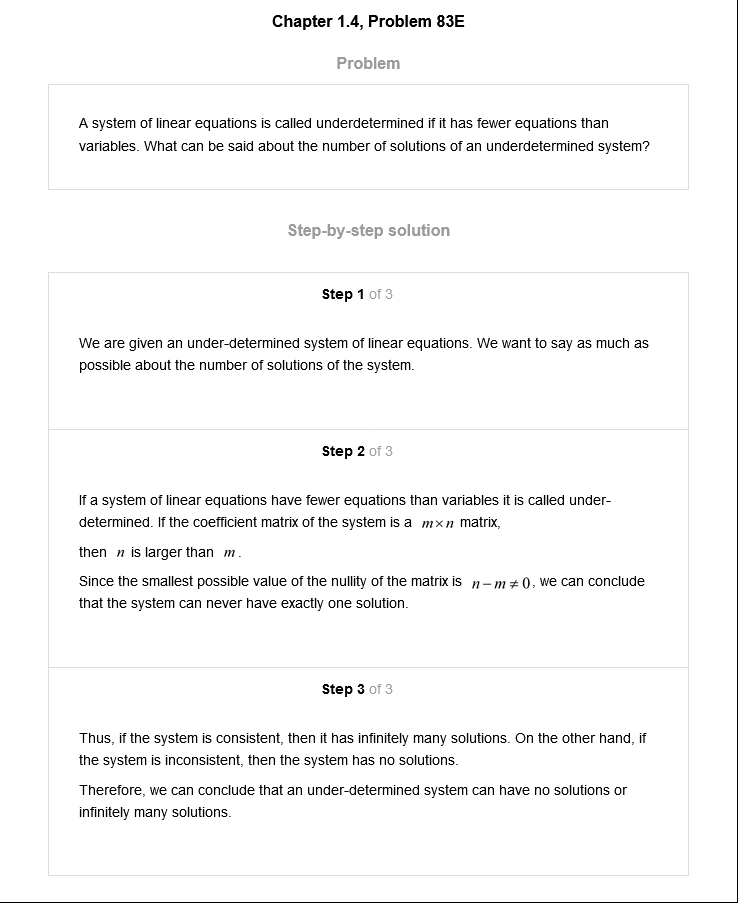 Chapter 1.4, Problem 83E
Problem
A system of linear equations is called underdetermined if it has fewer equations than
variables. What can be said about the number of solutions of an underdetermined system?
Step-by-step solution
Step 1 of 3
We are given an under-determined system of linear equations. We want to say as much as
possible about the number of solutions of the system.
Step 2 of 3
If a system of linear equations have fewer equations than variables it is called under-
determined. If the coefficient matrix of the system is a m×n matrix,
then n is larger than m.
Since the smallest possible value of the nullity of the matrix is n−m≠0, we can conclude
that the system can never have exactly one solution.
Step 3 of 3
Thus, if the system is consistent, then it has infinitely many solutions. On the other hand, if
the system is inconsistent, then the system has no solutions.
Therefore, we can conclude that an under-determined system can have no solutions or
infinitely many solutions.